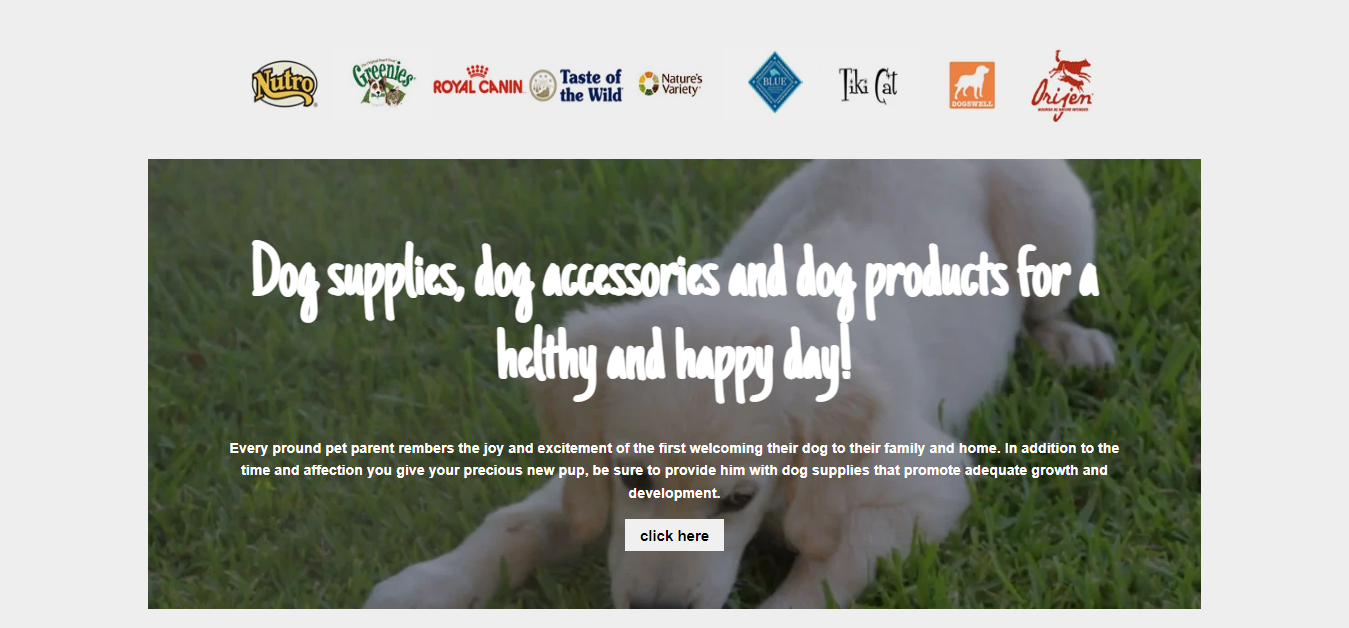 Nutro
Greenies
ROYAL CANIN
Taste of
the Wild
Nature's
Variety
BLUE
Tiki Cat
DOGSWELL
Orijen
Dog supplies, dog accessories and dog products for a
helthy and happy day!
Every pround pet parent rembers the joy and excitement of the first welcoming their dog to their family and home. In addition to the
time and affection you give your precious new pup, be sure to provide him with dog supplies that promote adequate growth and
development.
click here